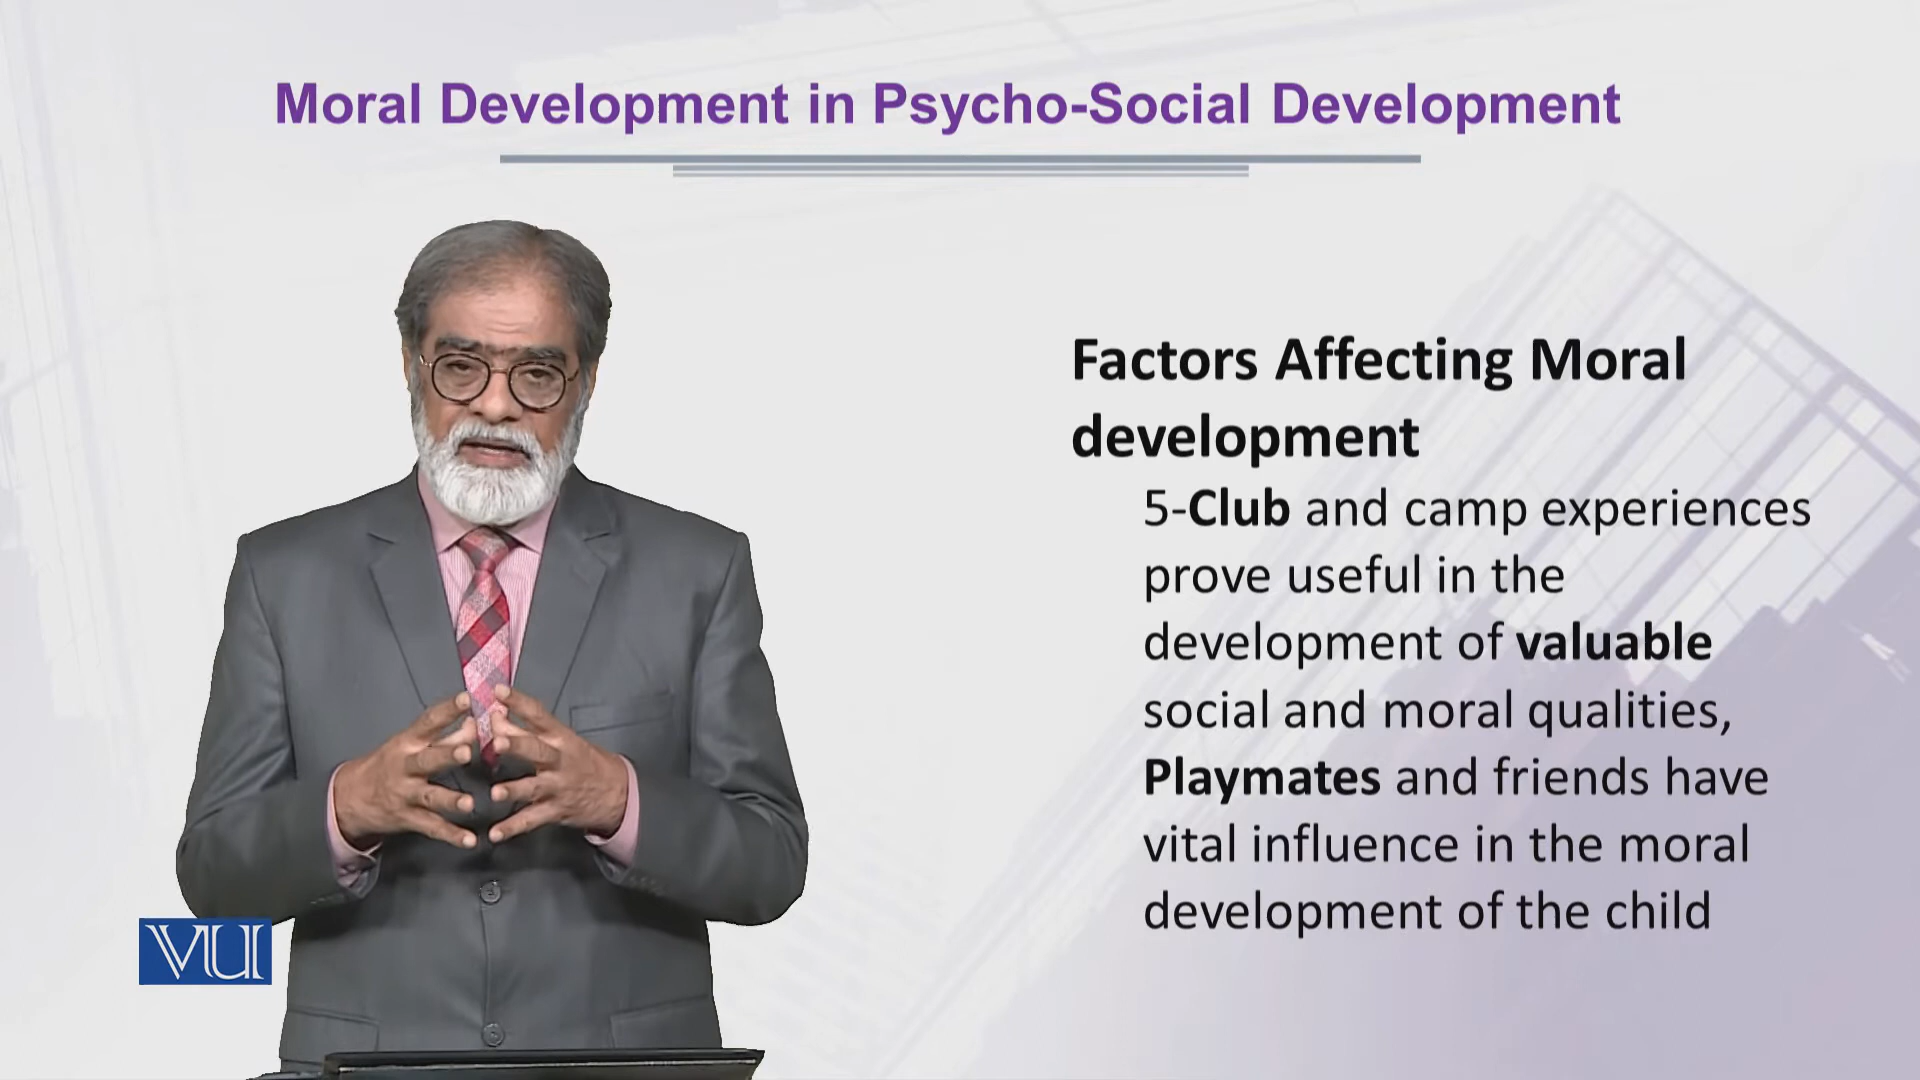 Moral Development in Psycho-Social Development
Factors Affecting Moral
development
5-Club and camp experiences
prove useful in the
development of valuable
social and moral qualities,
Playmates and friends have
vital influence in the moral
development of the child
VU